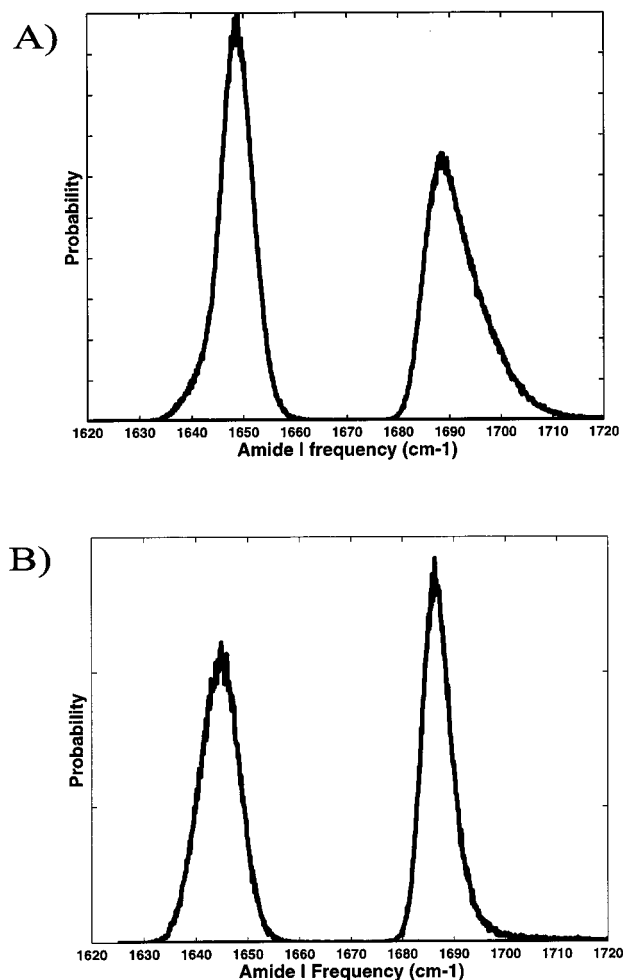 A)
Probability
1620 1630 1640 1650 1660 1670 1680 1690 1700 1710 1720
Amide I frequency (cm-1)
B)
Probability
1620 1630 1640 1650 1660 1670 1680 1690 1700 1710 1720
Amide I Frequency (cm-1)